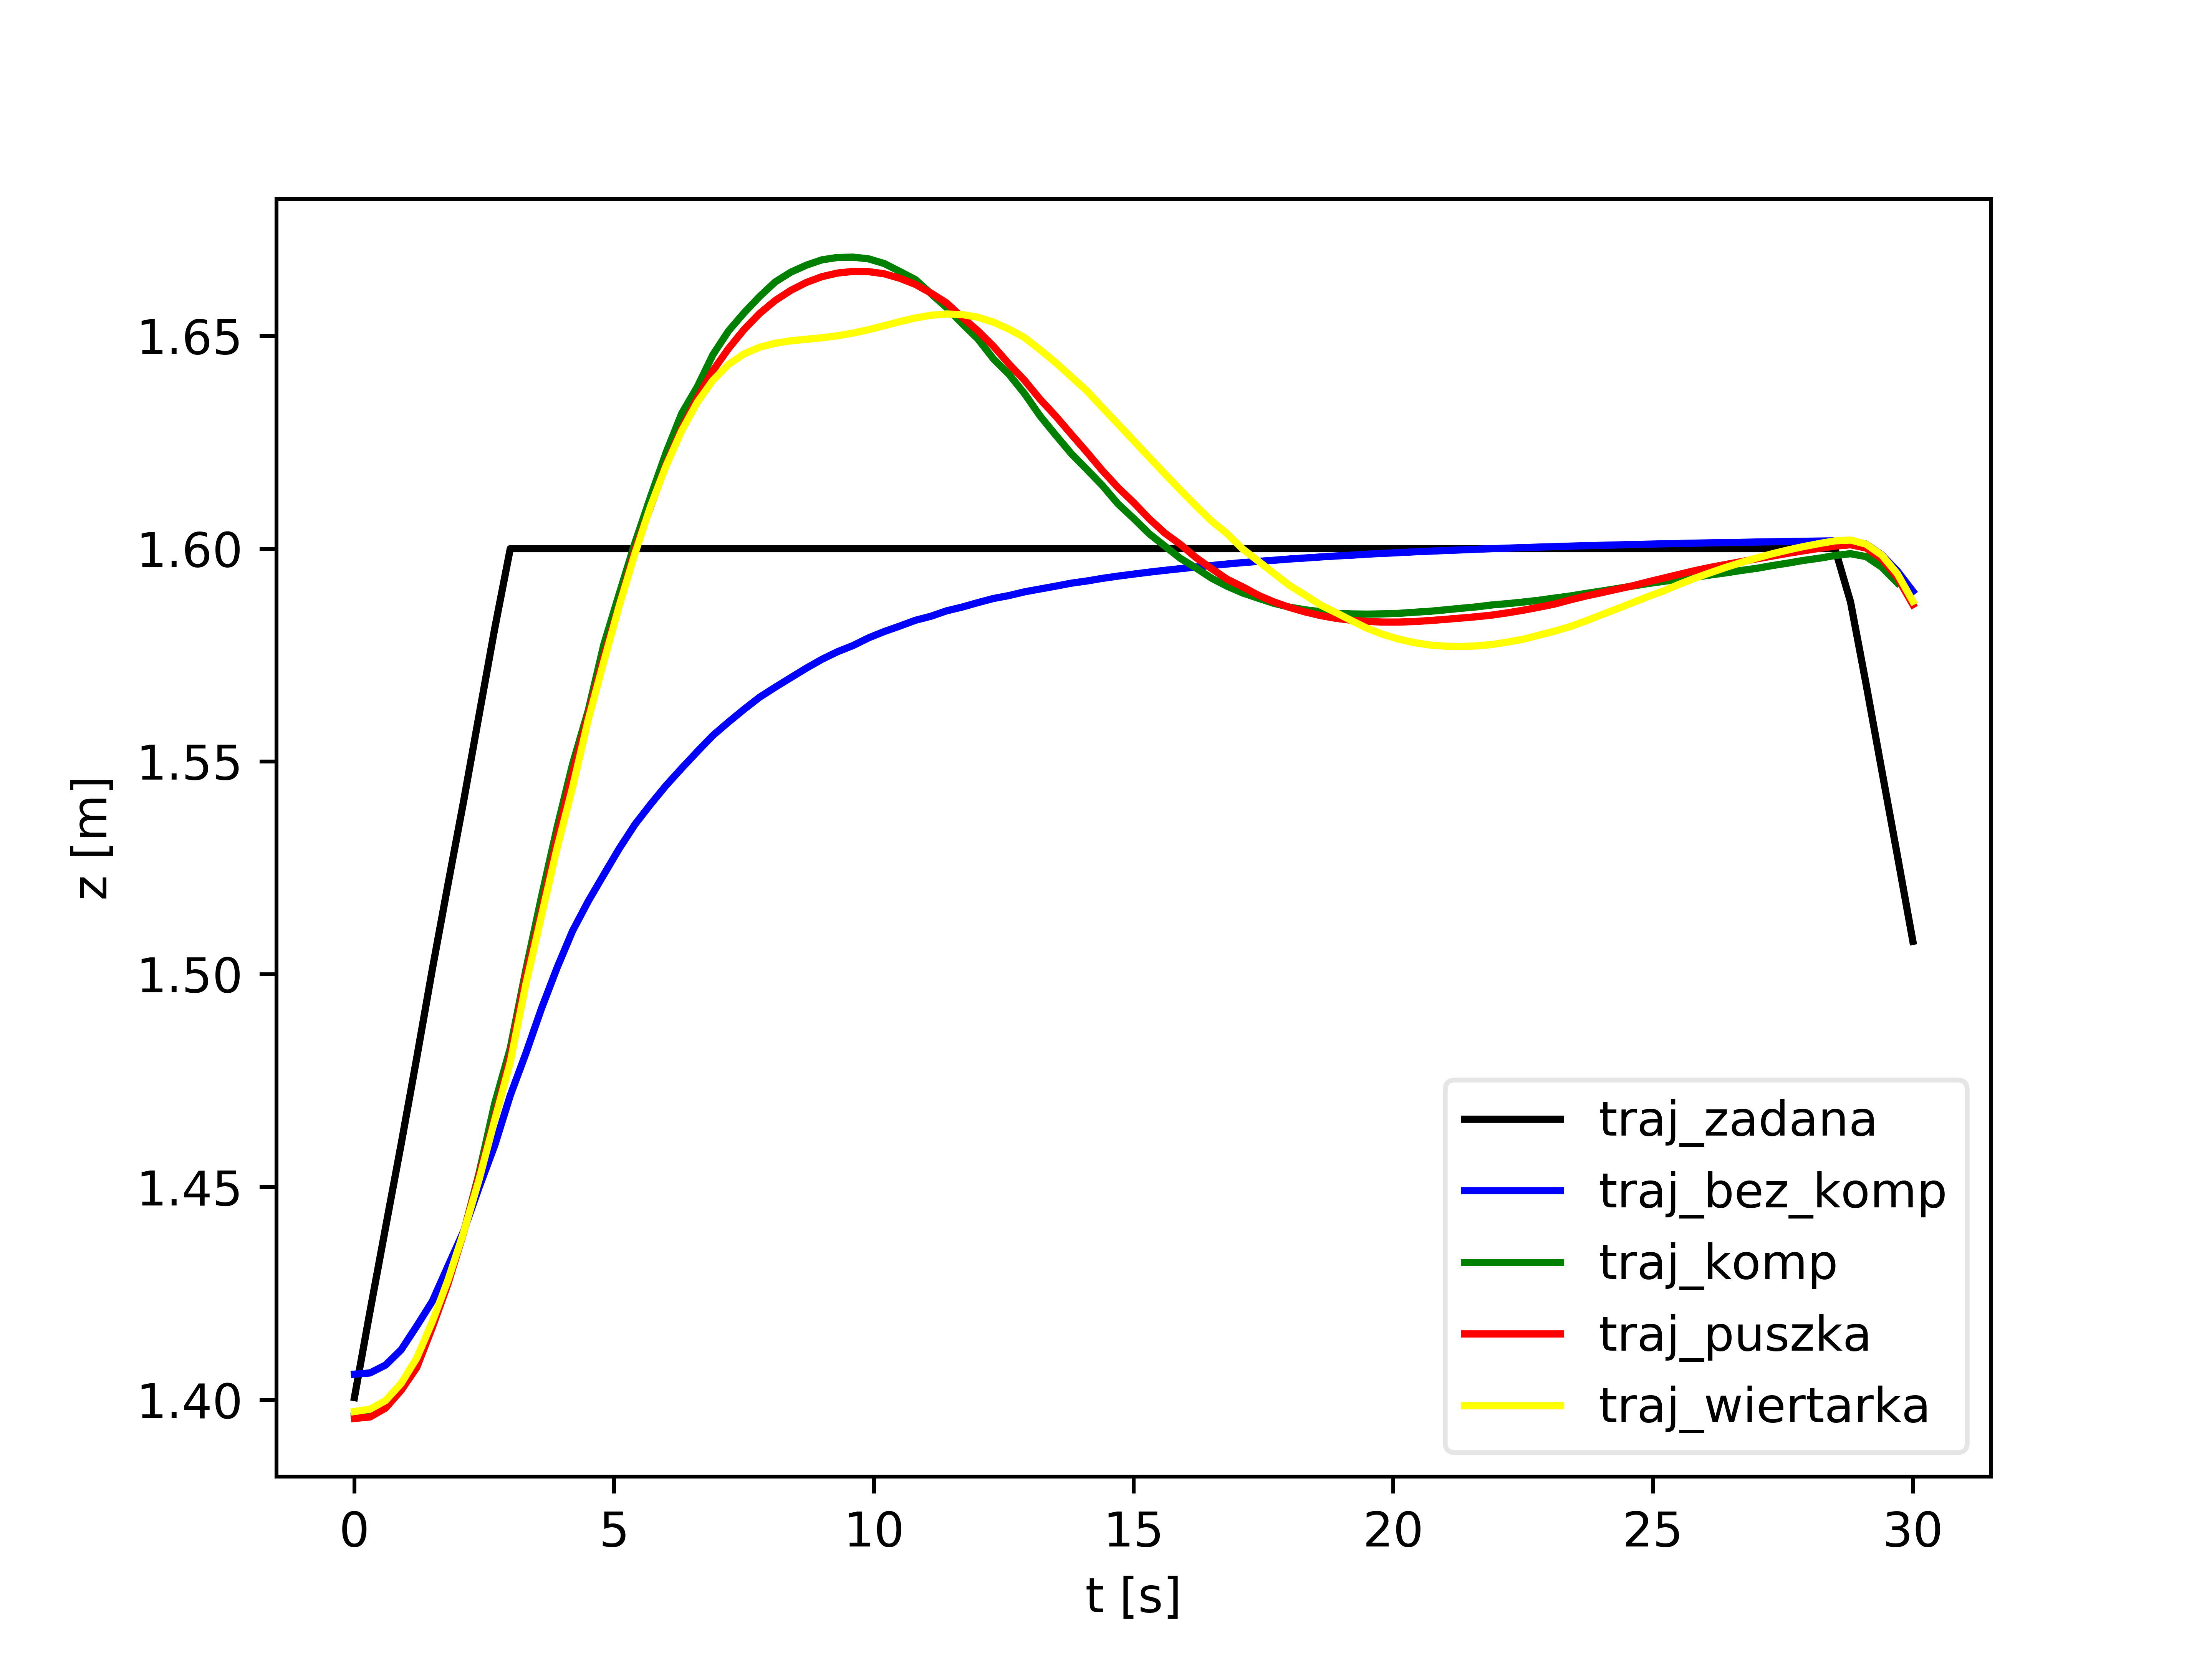 1.65
1.60
1.55
1.50
1.45
1.40
z [m]
0 5 10 15 20 25 30
t [s]
traj_zadana
traj_bez_komp
traj_komp
traj_puszka
traj_wiertarka